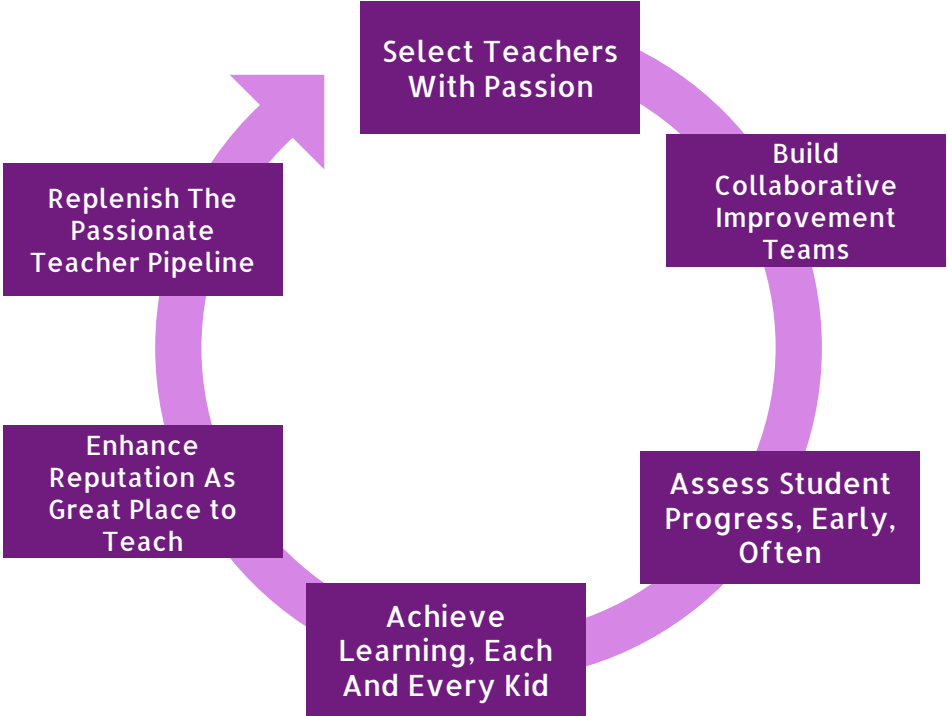 Select Teachers
With Passion
Build
Collaborative
Improvement
Teams
Assess Student
Progress, Early,
Often
Achieve
Learning, Each
And Every Kid
Enhance
Reputation As
Great Place to
Teach
Replenish The
Passionate
Teacher Pipeline